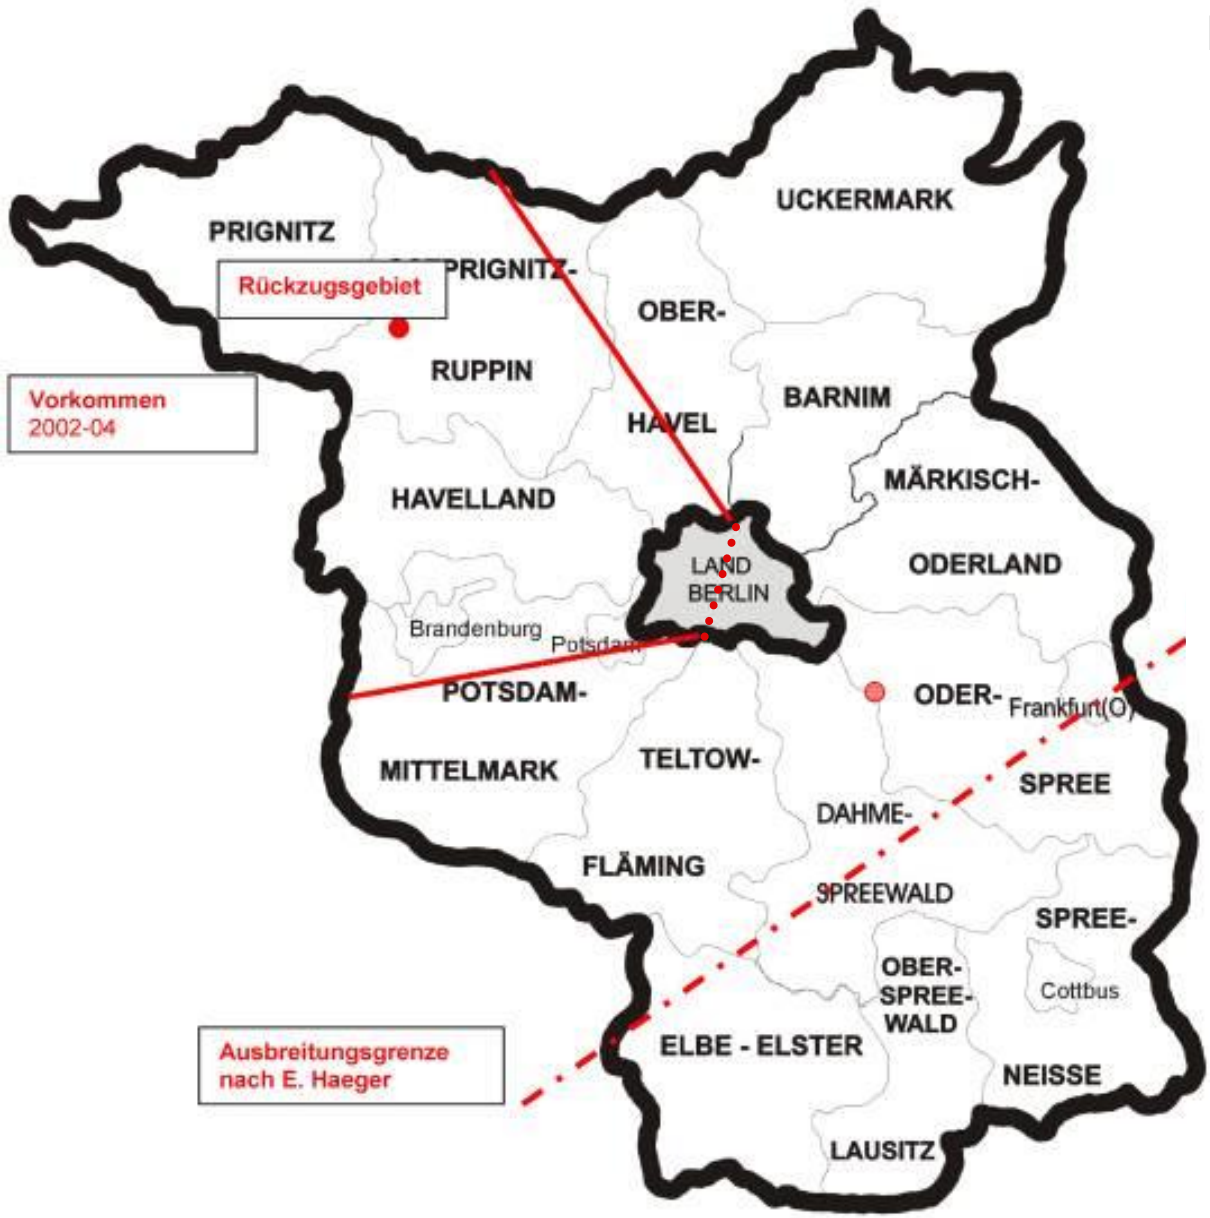 UCKERMARK
PRIGNITZ
PRIGNITZ-
Rückzugsgebiet
OBER-
RUPPIN
BARNIM
Vorkommen
2002-04
HAVEL
MÄRKISCH-
HAVELLAND
LAND
BERLIN
ODERLAND
Brandenburg
Potsdam
POTSDAM-
ODER-
Frankfurt(O)
MITTELMARK
TELTOW-
SPREE
DAHME-
FLÄMING
SPREEWALD
SPREE-
OBER-
SPREE-
WALD
Cottbus
Ausbreitungsgrenze
nach E. Haeger
ELBE - ELSTER
NEISSE
LAUSITZ